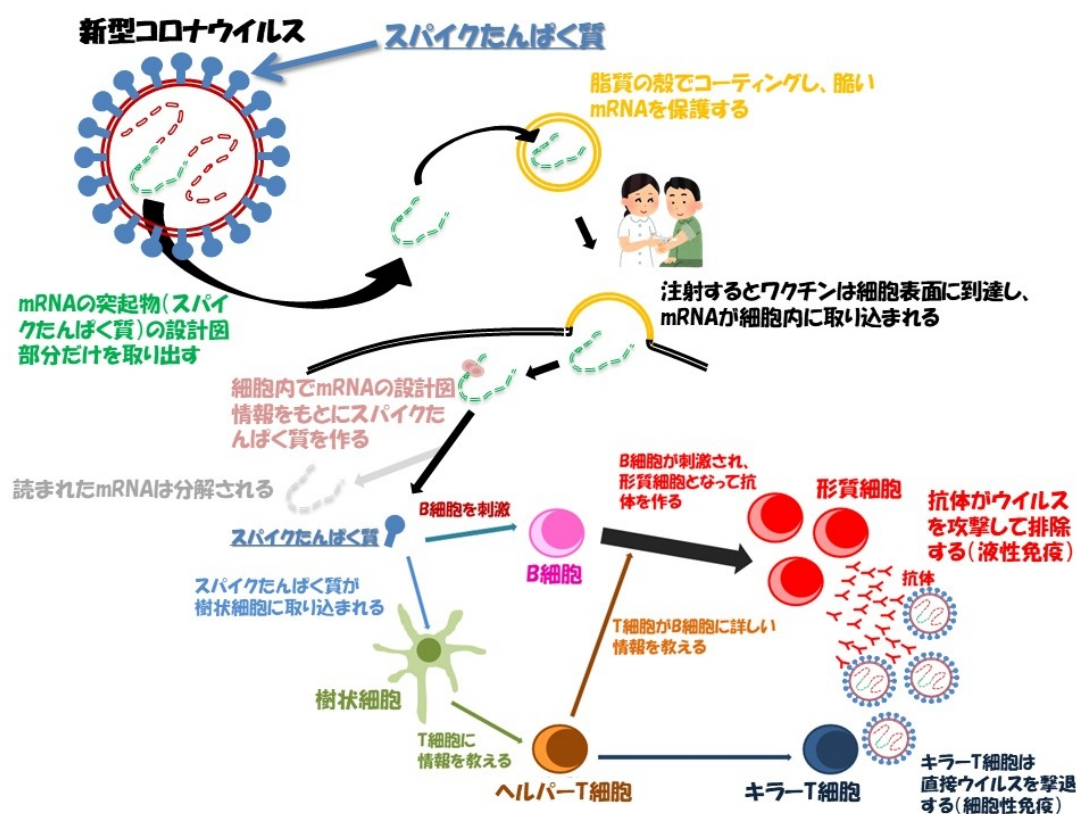 新型コロナウイルス
スパイクたんぱく質
脂質の殻でコーティングし、脆い
mRNAを保護する
mRNAの突起物(スパイ
クたんぱく質)の設計図
部分だけを取り出す
注射するとワクチンは細胞表面に到達し、
mRNAが細胞内に取り込まれる
細胞内でmRNAの設計図
情報をもとにスパイクた
んぱく質を作る
読まれたmRNAは分解される
スパイクたんぱく質
B細胞を刺激
B細胞
B細胞が刺激され、
形質細胞となって抗
体を作る
形質細胞
抗体がウイルス
を攻撃して排除
する(液性免疫)
抗体
スパイクたんぱく質が
樹状細胞に取り込まれる
樹状細胞
T細胞に
情報を教える
T細胞がB細胞に詳しい
情報を教える
ヘルパーT細胞
キラーT細胞
キラーT細胞は
直接ウイルスを撃退
する(細胞性免疫)